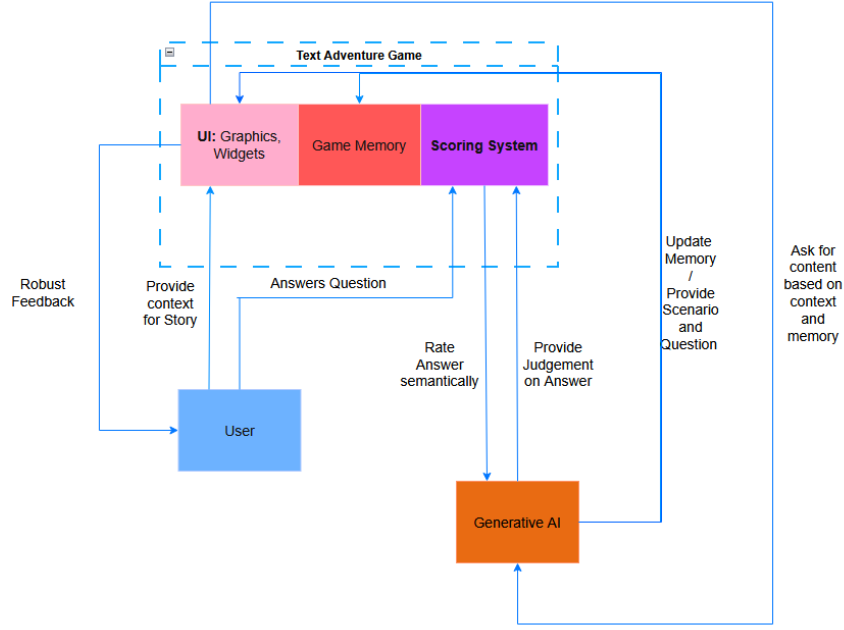 Text Adventure Game
UI: Graphics,
Widgets
Game Memory
Scoring System
Robust
Feedback
Provide
context
for Story
Answers Question
Rate
Answer
semantically
Provide
Judgement
on Answer
Update
Memory
/
Provide
Scenario
and
Question
Ask for
content
based on
context
and
memory
User
Generative AI